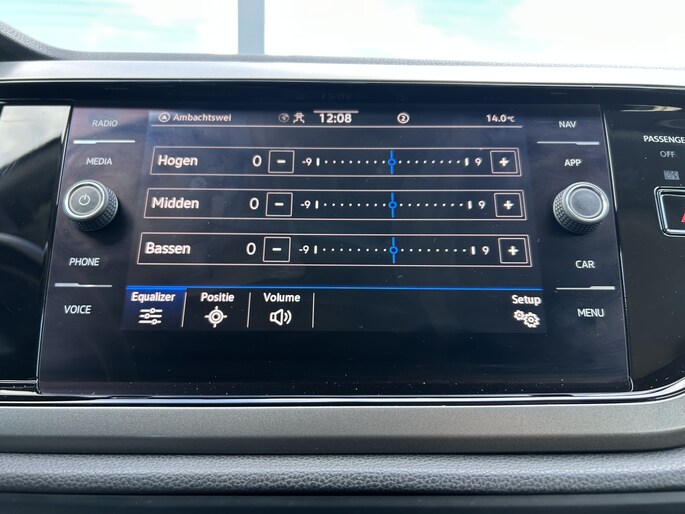 RADIO
MEDIA
PHONE
VOICE
Ambachtswei
12:08
2
14.0°C
Hogen 0 - -9 9 +
Midden 0 - -9 9 +
Bassen 0 - -9 9 +
Equalizer
Positie
Volume
Setup
NAV
APP
CAR
MENU
PASSENGE
OFF